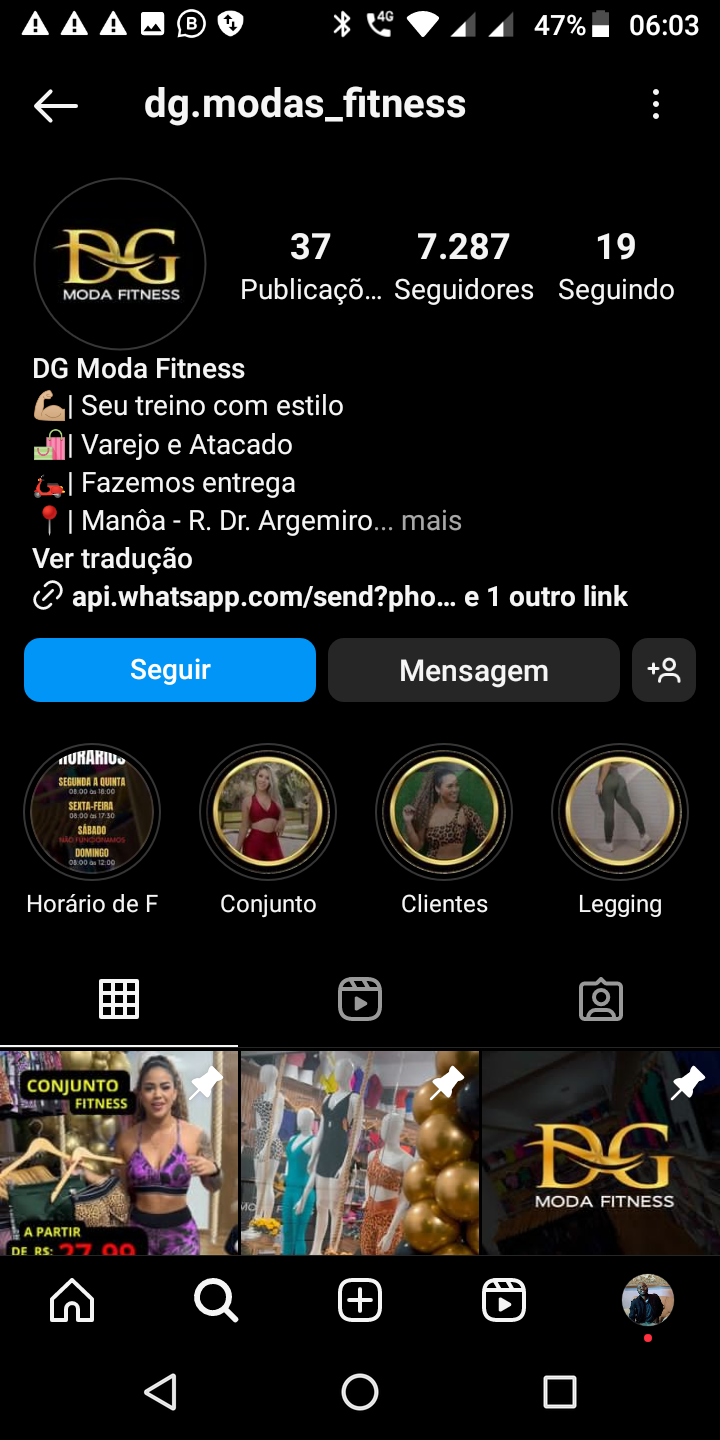 4G
47% 06:03
dg.modas_fitness
DG
MODA FITNESS
37 7.287 19
Publicaçõ... Seguidores Seguindo
DG Moda Fitness
💪🏼| Seu treino com estilo
🛍️| Varejo e Atacado
🛵| Fazemos entrega
📍| Manôa - R. Dr. Argemiro... mais
Ver tradução
api.whatsapp.com/send?pho... e 1 outro link
Seguir Mensagem
HORÁRIOS
SEGUNDA A QUINTA
08:00 às 18:00
SEXTA-FEIRA
08:00 às 17:30
SÁBADO
NÃO FUNCIONAMOS
DOMINGO
08:00 às 12:00
Horário de F Conjunto Clientes Legging
CONJUNTO
FITNESS
A PARTIR
DE R$: 27,99
DG
MODA FITNESS